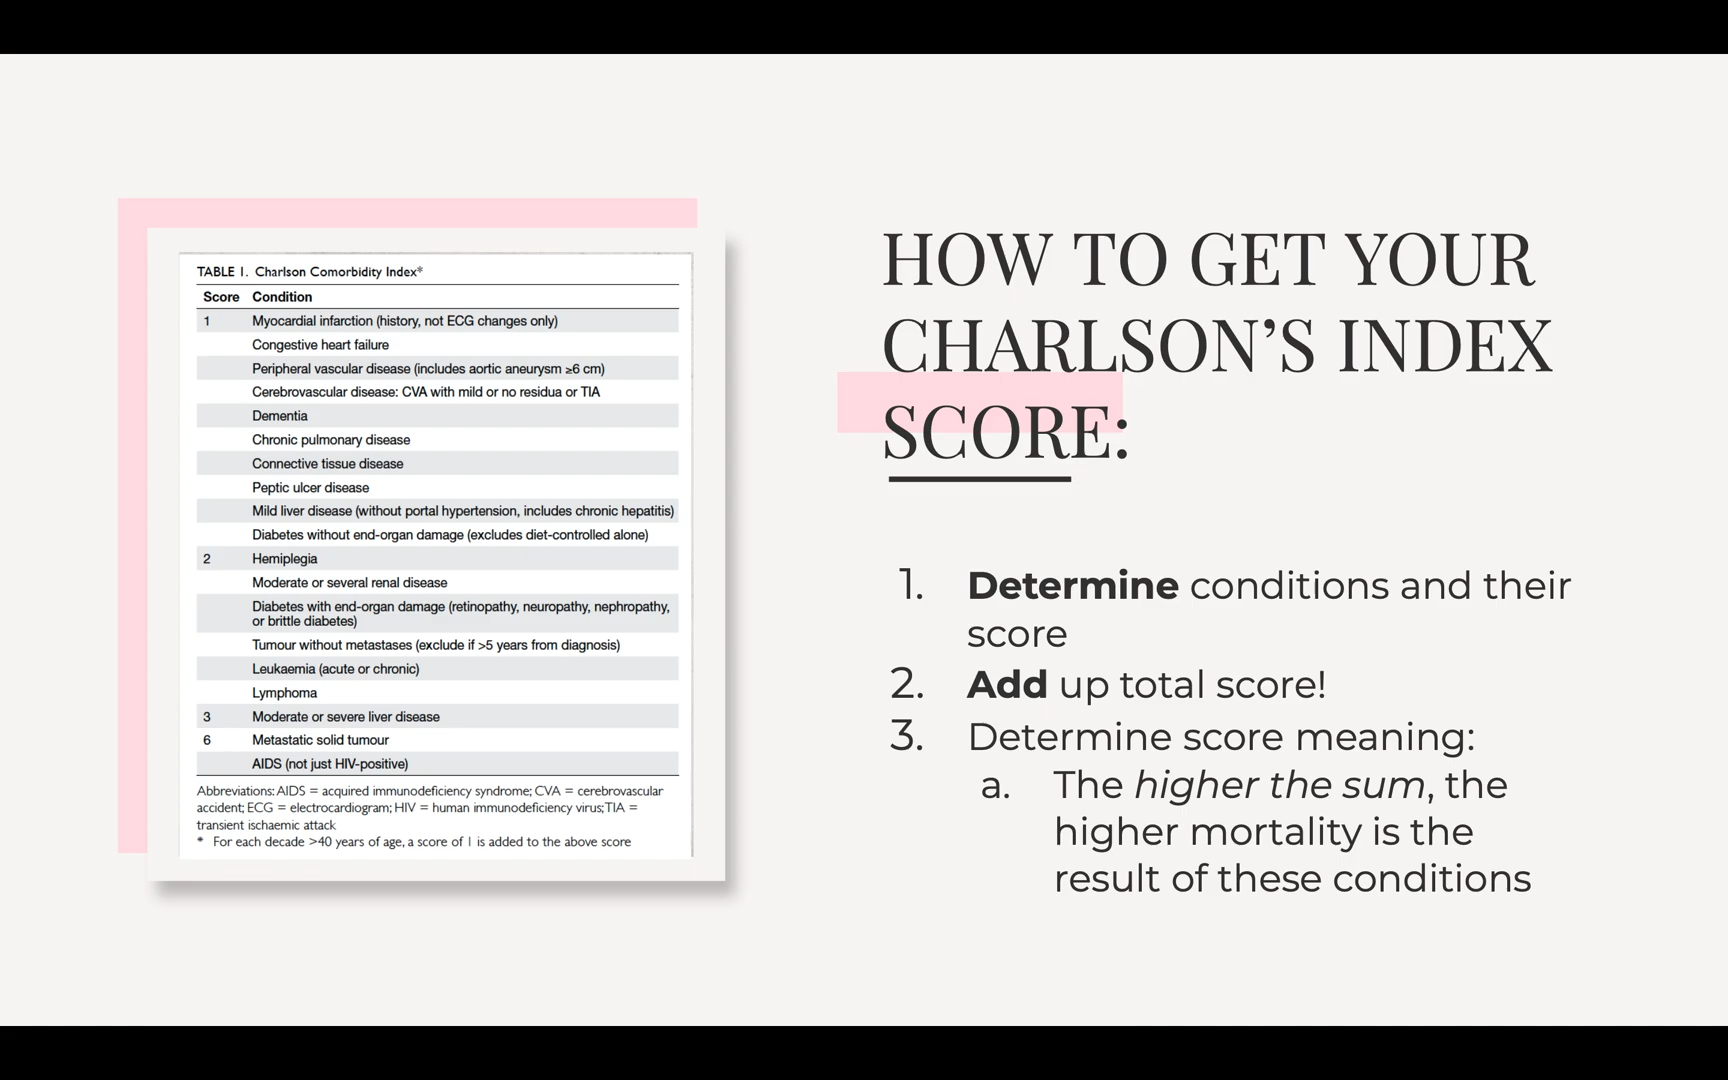 TABLE 1. Charlson Comorbidity Index*
Score Condition
1 Myocardial infarction (history, not ECG changes only)
Congestive heart failure
Peripheral vascular disease (includes aortic aneurysm ≥6 cm)
Cerebrovascular disease: CVA with mild or no residua or TIA
Dementia
Chronic pulmonary disease
Connective tissue disease
Peptic ulcer disease
Mild liver disease (without portal hypertension, includes chronic hepatitis)
Diabetes without end-organ damage (excludes diet-controlled alone)
2 Hemiplegia
Moderate or several renal disease
Diabetes with end-organ damage (retinopathy, neuropathy, nephropathy,
or brittle diabetes)
Tumour without metastases (exclude if >5 years from diagnosis)
Leukaemia (acute or chronic)
Lymphoma
3 Moderate or severe liver disease
6 Metastatic solid tumour
AIDS (not just HIV-positive)
Abbreviations: AIDS = acquired immunodeficiency syndrome; CVA = cerebrovascular
accident; ECG = electrocardiogram; HIV = human immunodeficiency virus; TIA =
transient ischaemic attack
* For each decade >40 years of age, a score of 1 is added to the above score
HOW TO GET YOUR
CHARLSON’S INDEX
SCORE:
1. Determine conditions and their
score
2. Add up total score!
3. Determine score meaning:
a. The higher the sum, the
higher mortality is the
result of these conditions